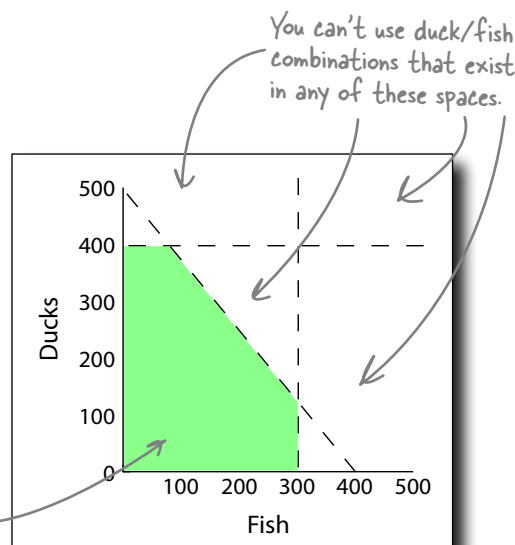 You can't use duck/fish
combinations that exist
in any of these spaces.
500
400
300
200
100
0
Ducks
100 200 300 400 500
Fish